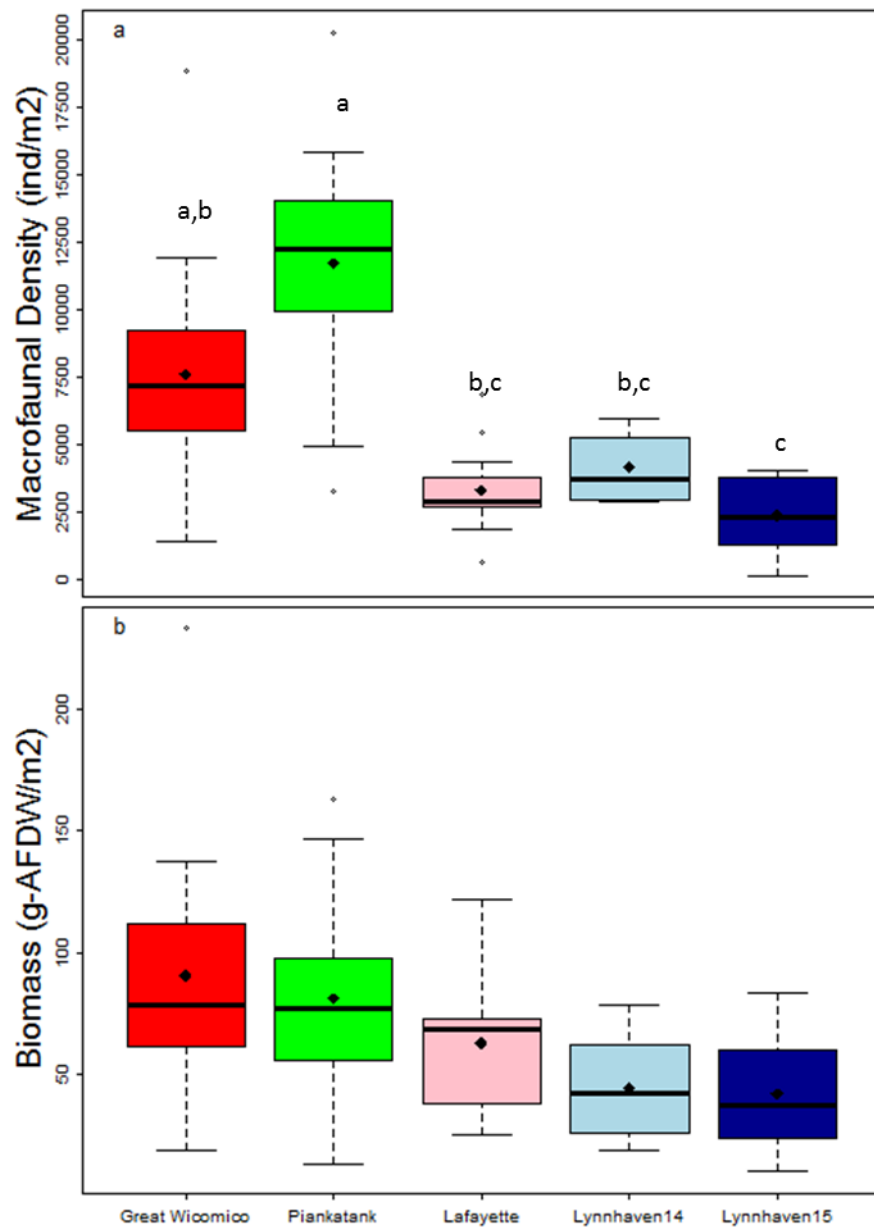 a
Macrofaunal Density (ind/m2)
20000
17500
15000
12500
10000
7500
5000
2500
0
a,b
a
b,c
b,c
c
b
Biomass (g-AFDW/m2)
200
150
100
50
Great Wicomico
Piankatank
Lafayette
Lynnhaven14
Lynnhaven15